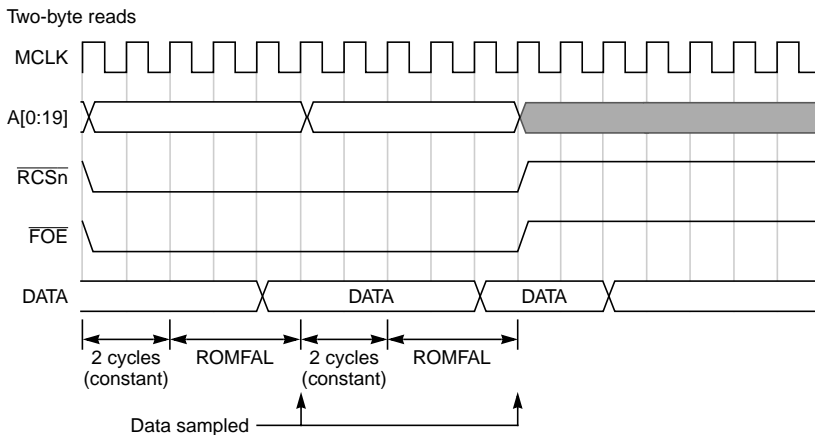 Two-byte reads
MCLK
A[0:19]
RCSn
FOE
DATA DATA DATA
2 cycles (constant) ROMFAL 2 cycles (constant) ROMFAL
Data sampled